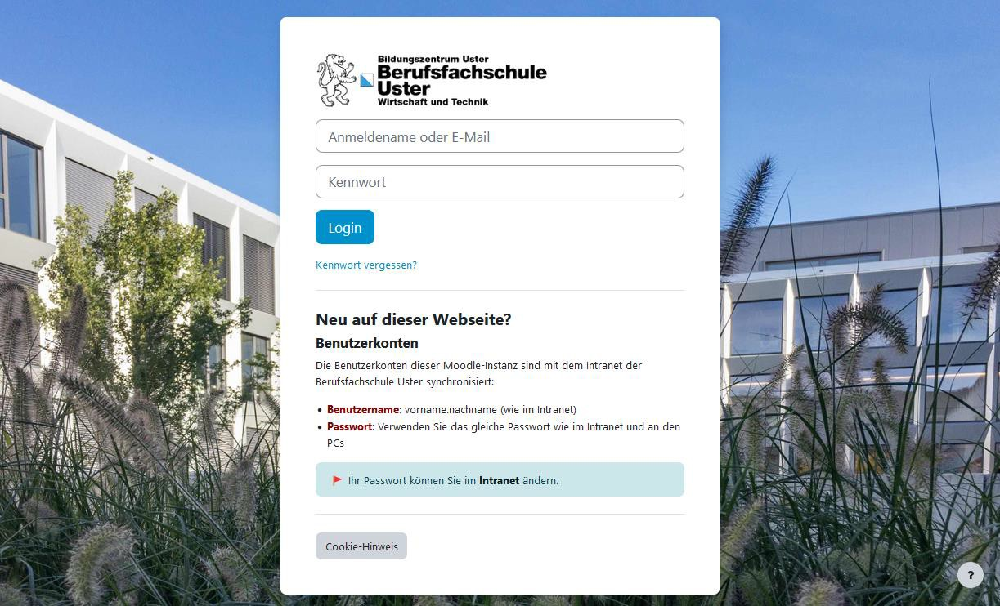 Bildungszentrum Uster
Berufsfachschule
Uster
Wirtschaft und Technik
Anmeldename oder E-Mail
Kennwort
Login
Kennwort vergessen?
Neu auf dieser Webseite?
Benutzerkonten
Die Benutzerkonten dieser Moodle-Instanz sind mit dem Intranet der
Berufsfachschule Uster synchronisiert:
• Benutzername: vorname.nachname (wie im Intranet)
• Passwort: Verwenden Sie das gleiche Passwort wie im Intranet und an den
PCs
🚩 Ihr Passwort können Sie im Intranet ändern.
Cookie-Hinweis
?